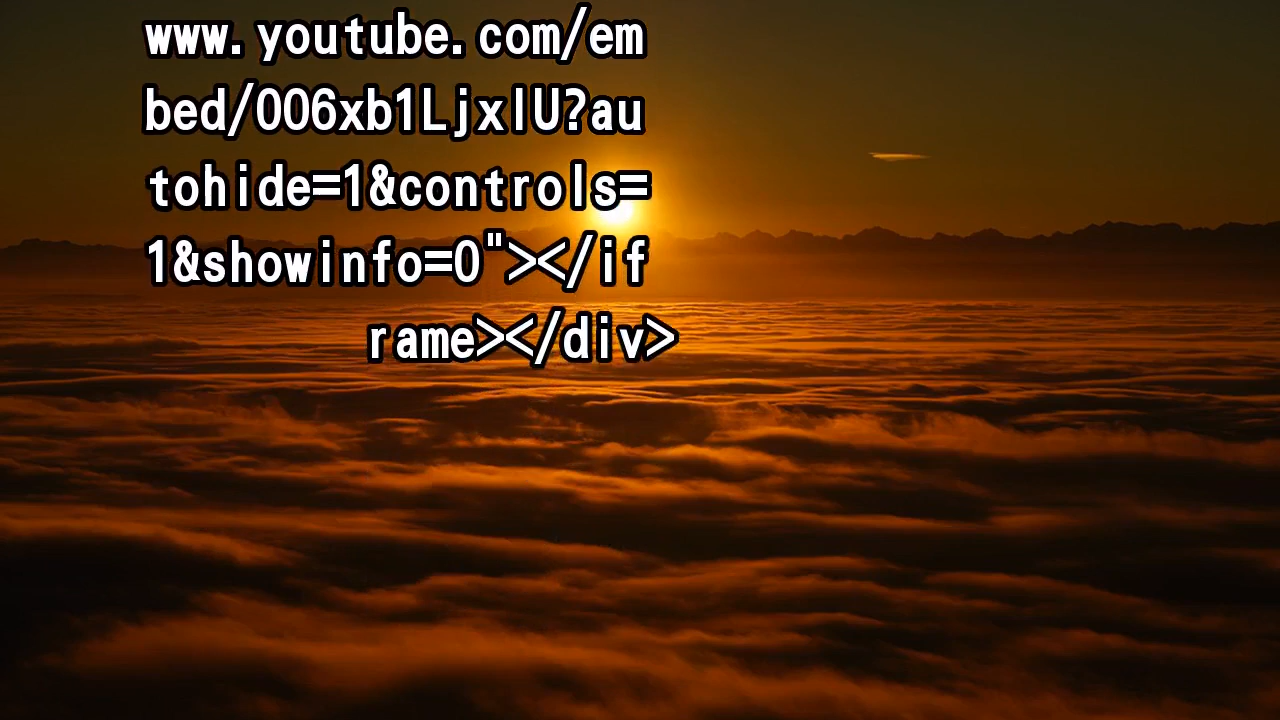 www.youtube.com/em
bed/006xb1LjxlU?au
tohide=1&controls=
1&showinfo=0"></if
rame></div>